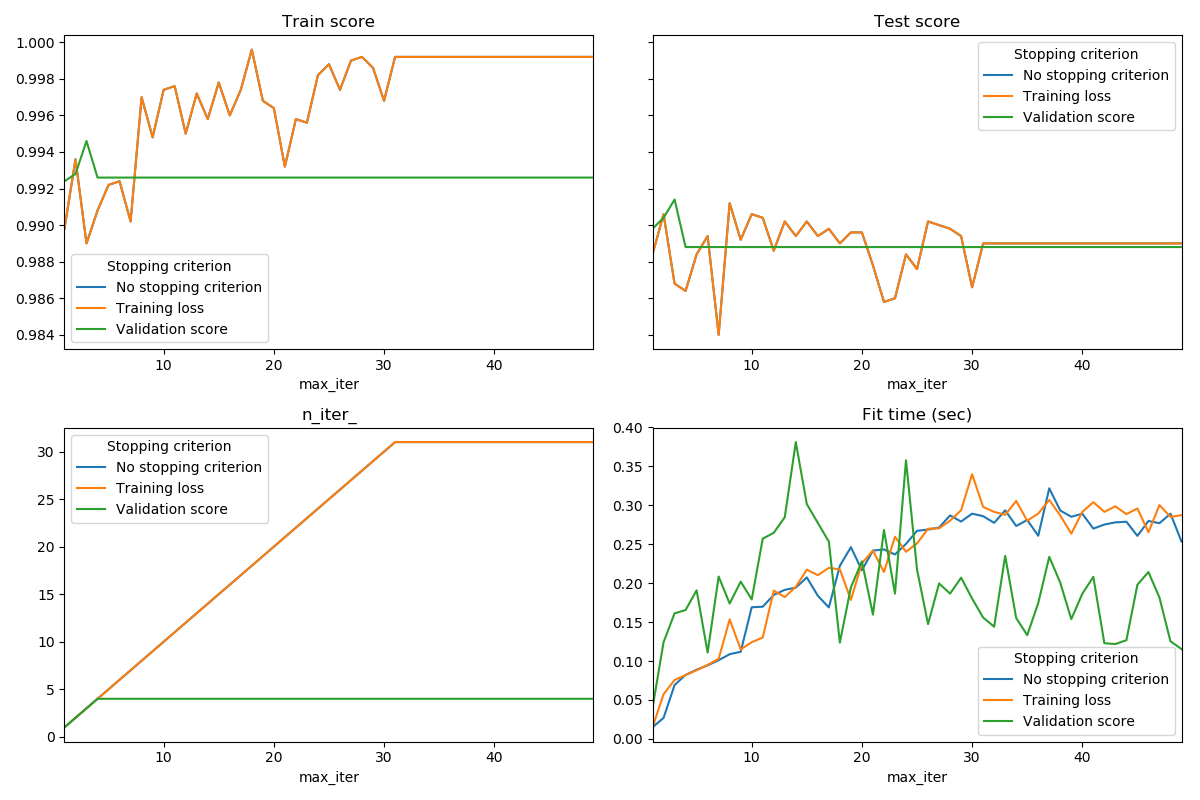 Train score
1.000
0.998
0.996
0.994
0.992
0.990
0.988
0.986
0.984
Stopping criterion
No stopping criterion
Training loss
Validation score
10 20 30 40
max_iter
Test score
Stopping criterion
No stopping criterion
Training loss
Validation score
10 20 30 40
max_iter
n_iter_
30
25
20
15
10
5
0
Stopping criterion
No stopping criterion
Training loss
Validation score
10 20 30 40
max_iter
Fit time (sec)
0.40
0.35
0.30
0.25
0.20
0.15
0.10
0.05
0.00
Stopping criterion
No stopping criterion
Training loss
Validation score
10 20 30 40
max_iter